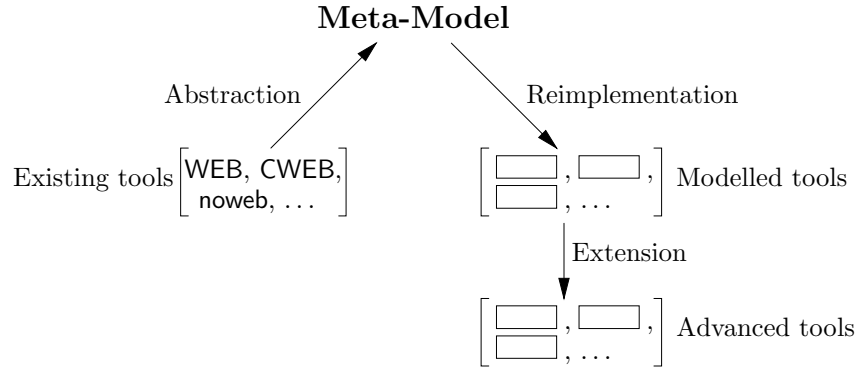 Meta-Model
Abstraction
Reimplementation
Existing tools
WEB, CWEB,
noweb, ...
, ,
, ...
Modelled tools
Extension
, ,
, ...
Advanced tools